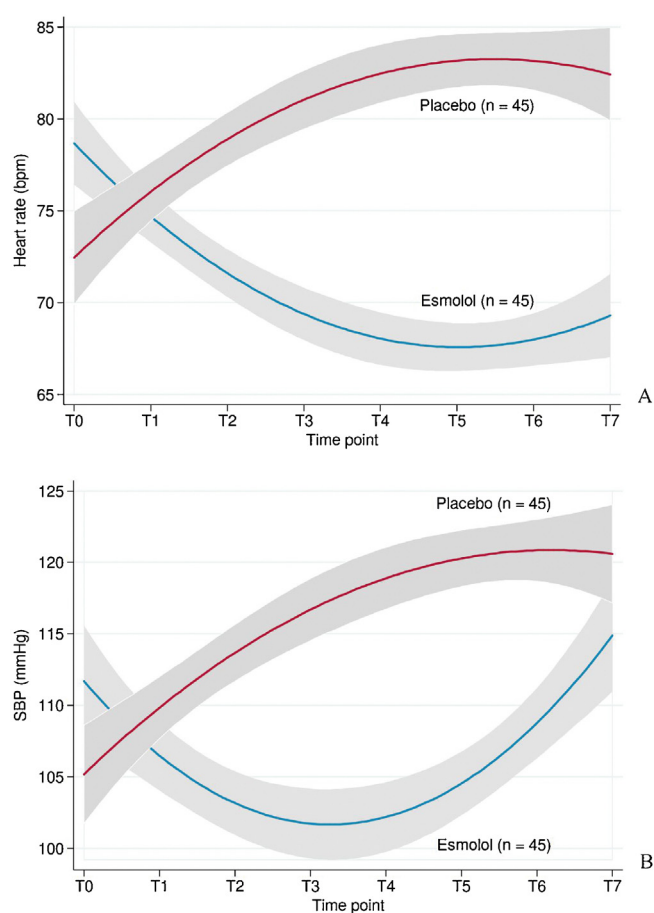 85
80
75
70
65
Heart rate (bpm)
Placebo (n = 45)
Esmolol (n = 45)
T0 T1 T2 T3 T4 T5 T6 T7
Time point
A
125
120
115
110
105
100
SBP (mmHg)
Placebo (n = 45)
Esmolol (n = 45)
T0 T1 T2 T3 T4 T5 T6 T7
Time point
B